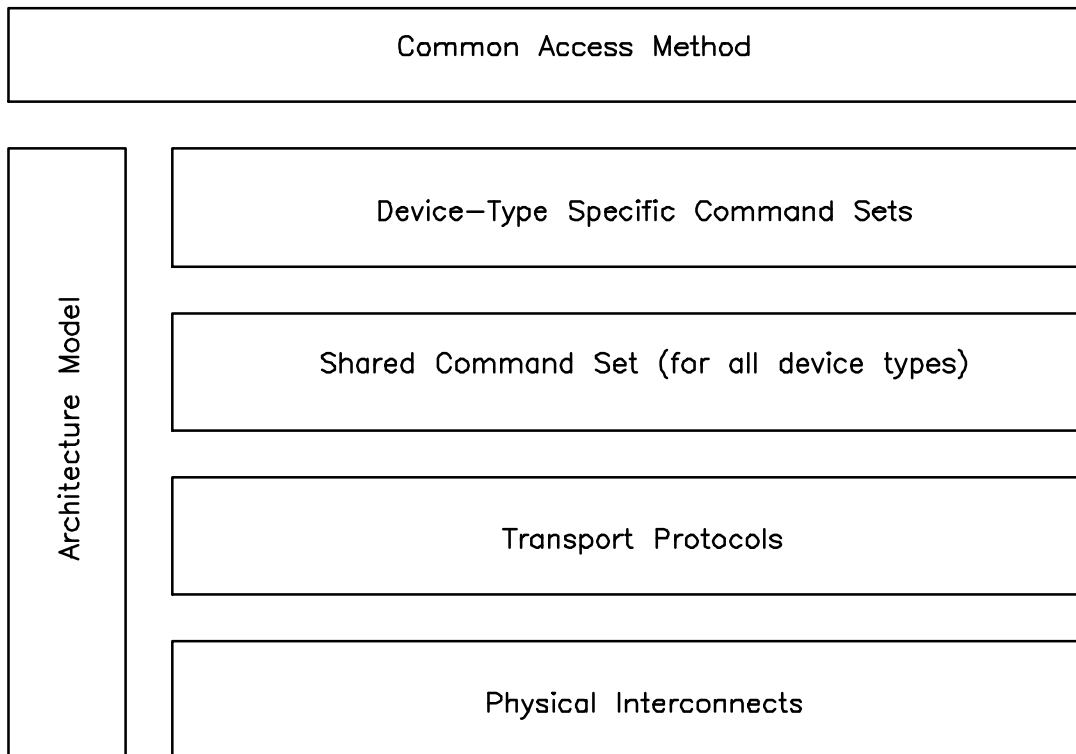 Common Access Method
Device-Type Specific Command Sets
Shared Command Set (for all device types)
Architecture Model
Transport Protocols
Physical Interconnects